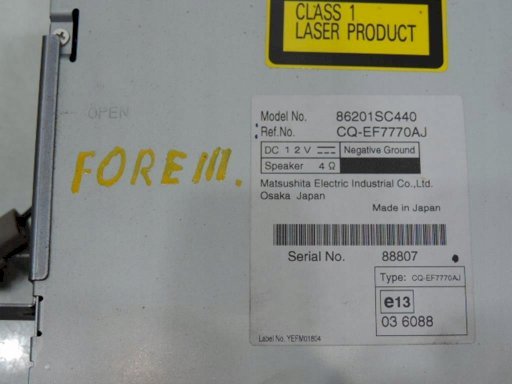 CLASS 1
LASER PRODUCT
OPEN
Model No. 86201SC440
Ref.No. CQ-EF7770AJ
DC 12V Negative Ground
Speaker 4Ω
Matsushita Electric Industrial Co.,Ltd.
Osaka Japan
Made in Japan
FORE III.
Serial No. 88807
Type: CQ-EF7770AJ
e13
03 6088
Label No. YEFM01804